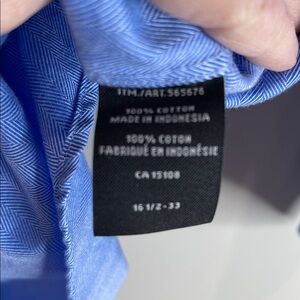 ITM./ART.565676
100% COTTON
MADE IN INDONESIA
100% COTON
FABRIQUÉ EN INDONÉSIE
CA 15108
16 1/2-33